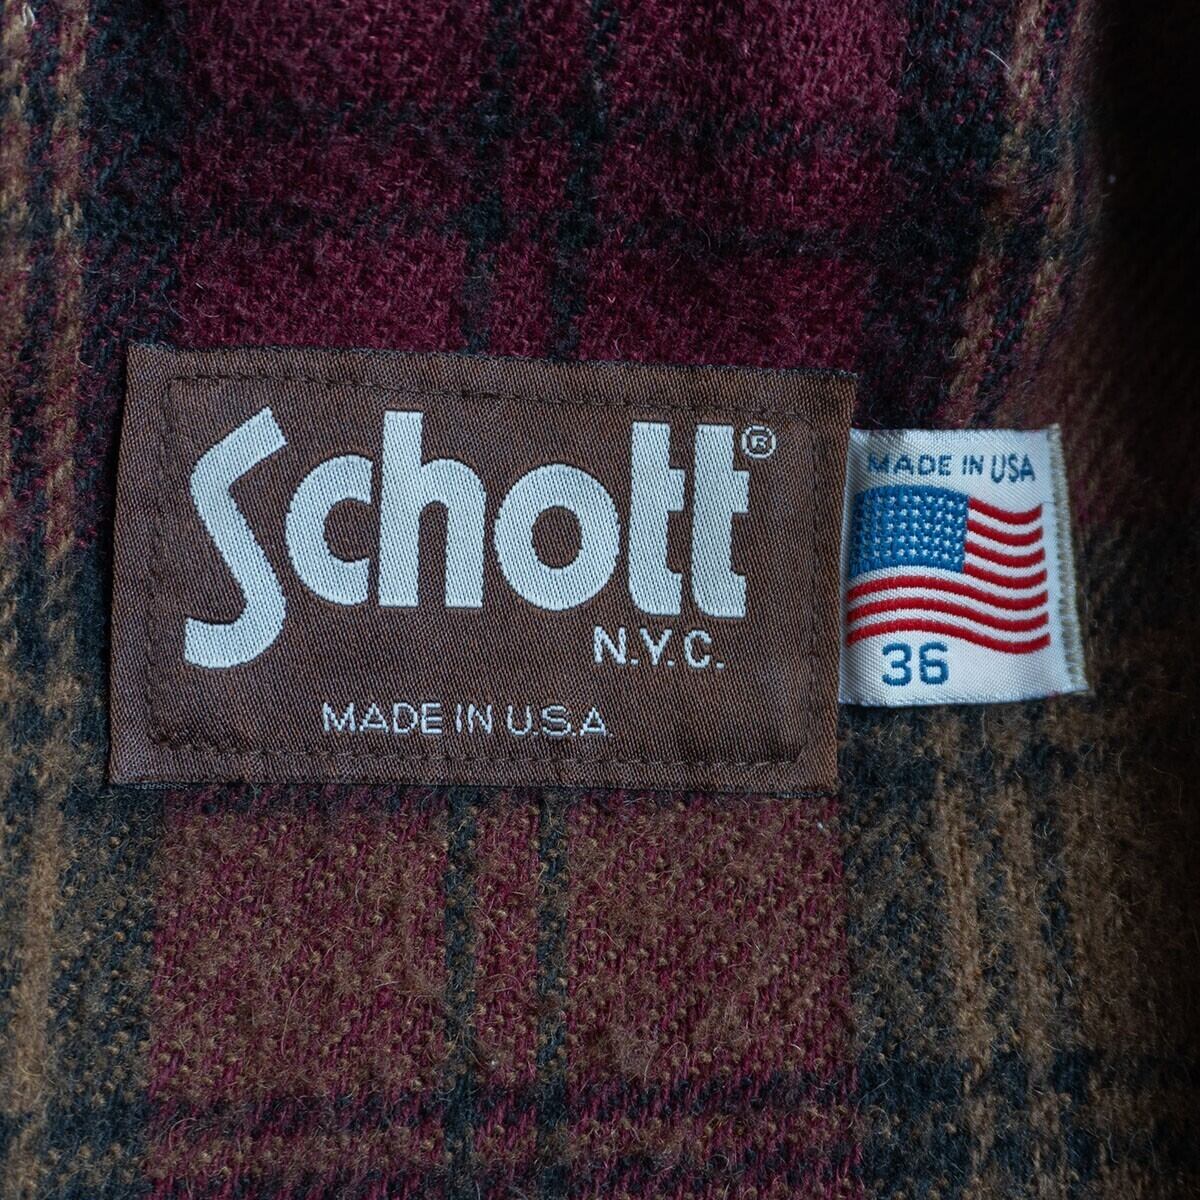 Schott®
N.Y.C.
MADE IN U.S.A.
MADE IN USA
36